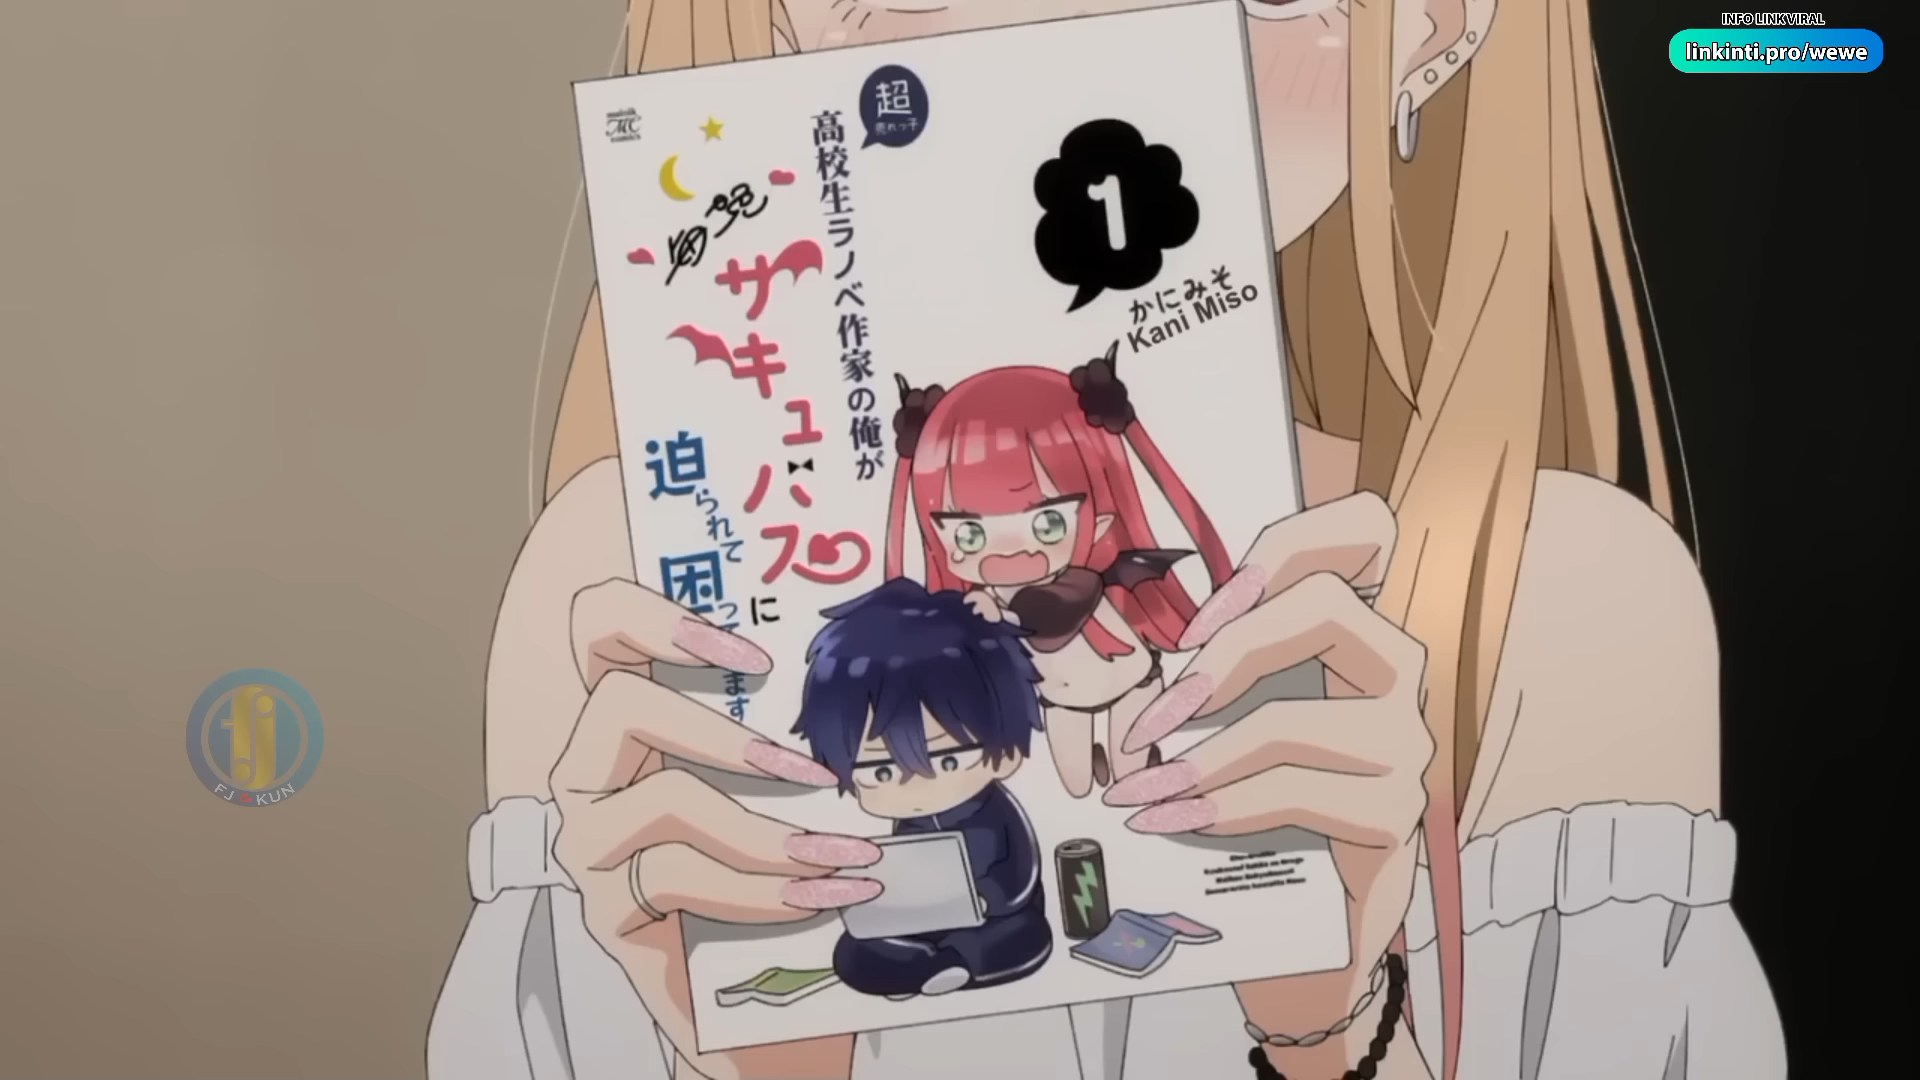 INFO LINK VIRAL
linkinti.pro/wewe
MC
comics
超
売れっ子
高校生ラノベ作家の俺が
サキュバス
に
迫られて
困ってます
1
かにみそ
Kani Miso
FJ KUN